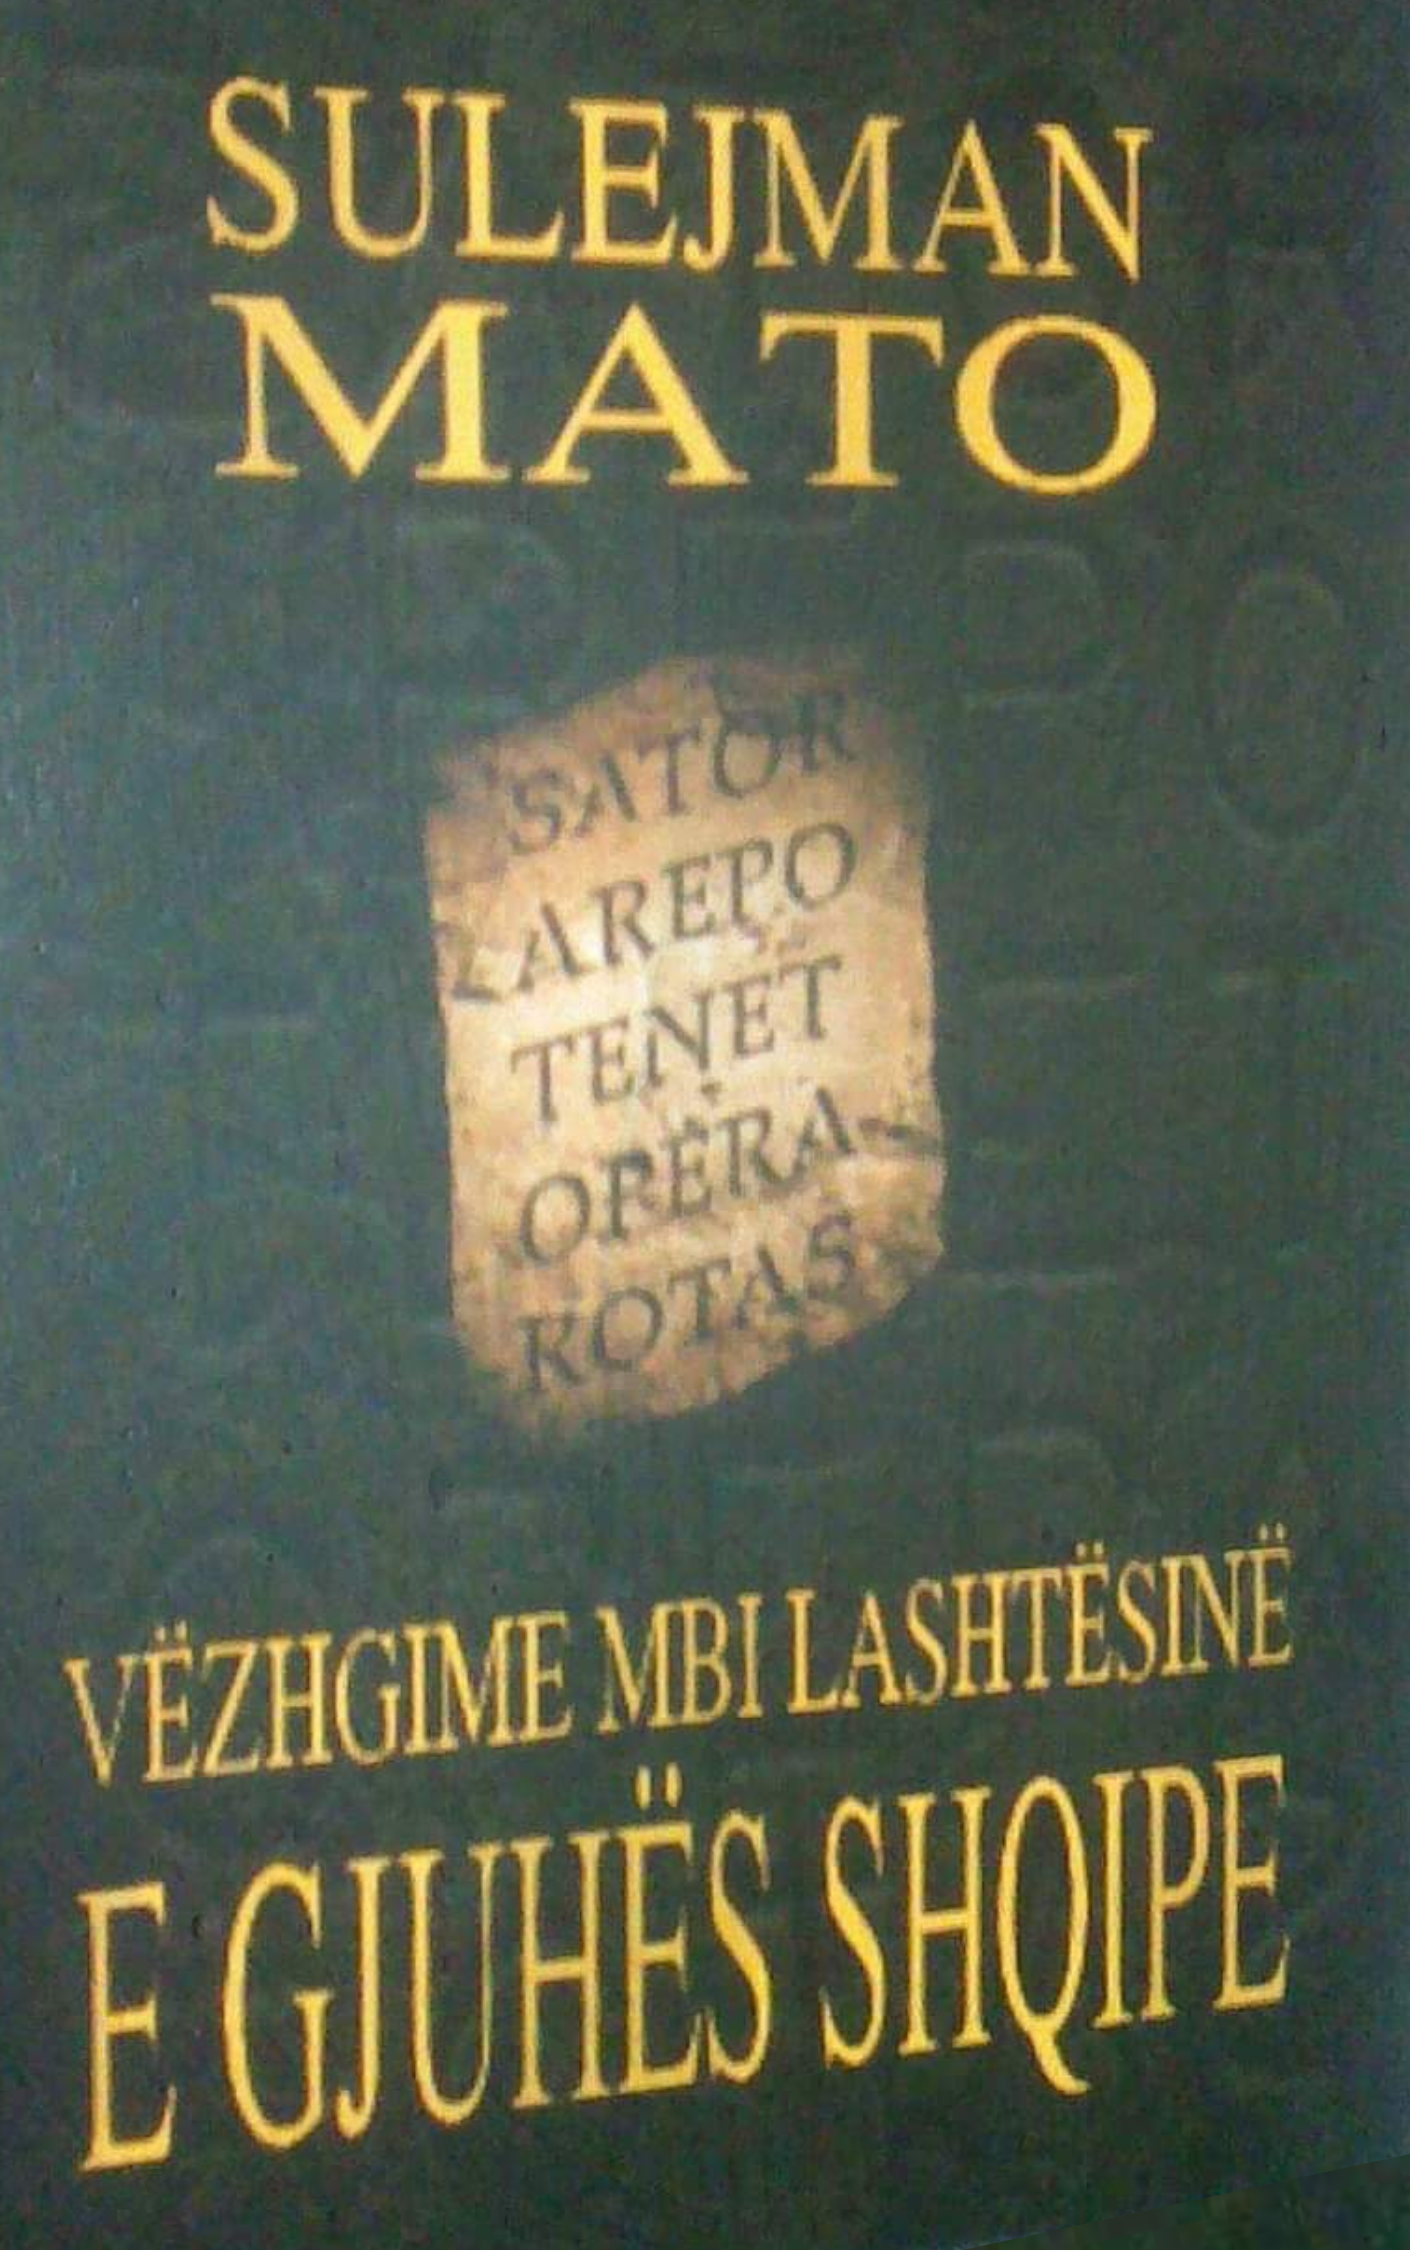 SULEJMAN
MATO
SATOR
AREPO
TENET
OPERA
ROTAS
VËZHGIME MBI LASHTËSINË
E GJUHËS SHQIPE